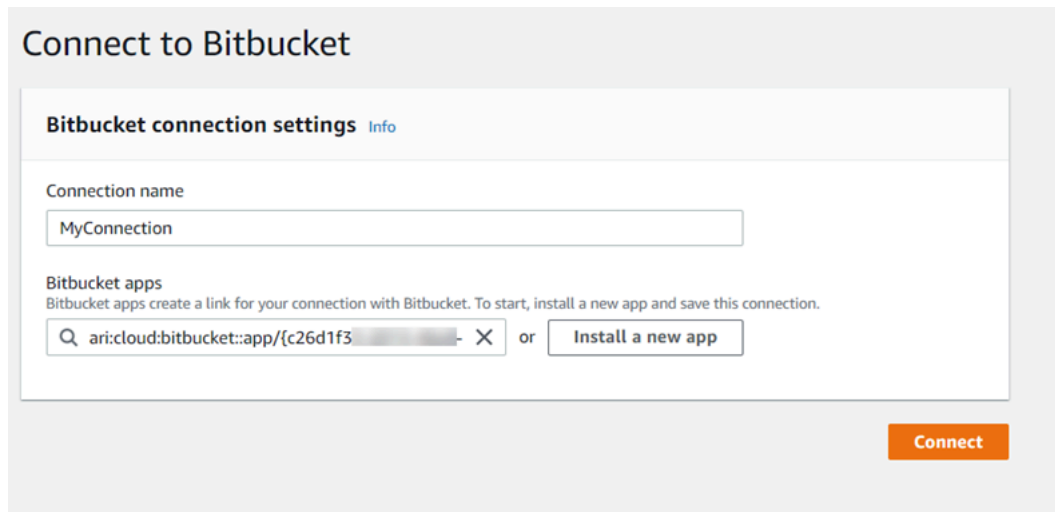 Connect to Bitbucket
Bitbucket connection settings Info
Connection name
MyConnection
Bitbucket apps
Bitbucket apps create a link for your connection with Bitbucket. To start, install a new app and save this connection.
ari:cloud:bitbucket::app/{c26d1f3 - or Install a new app
Connect